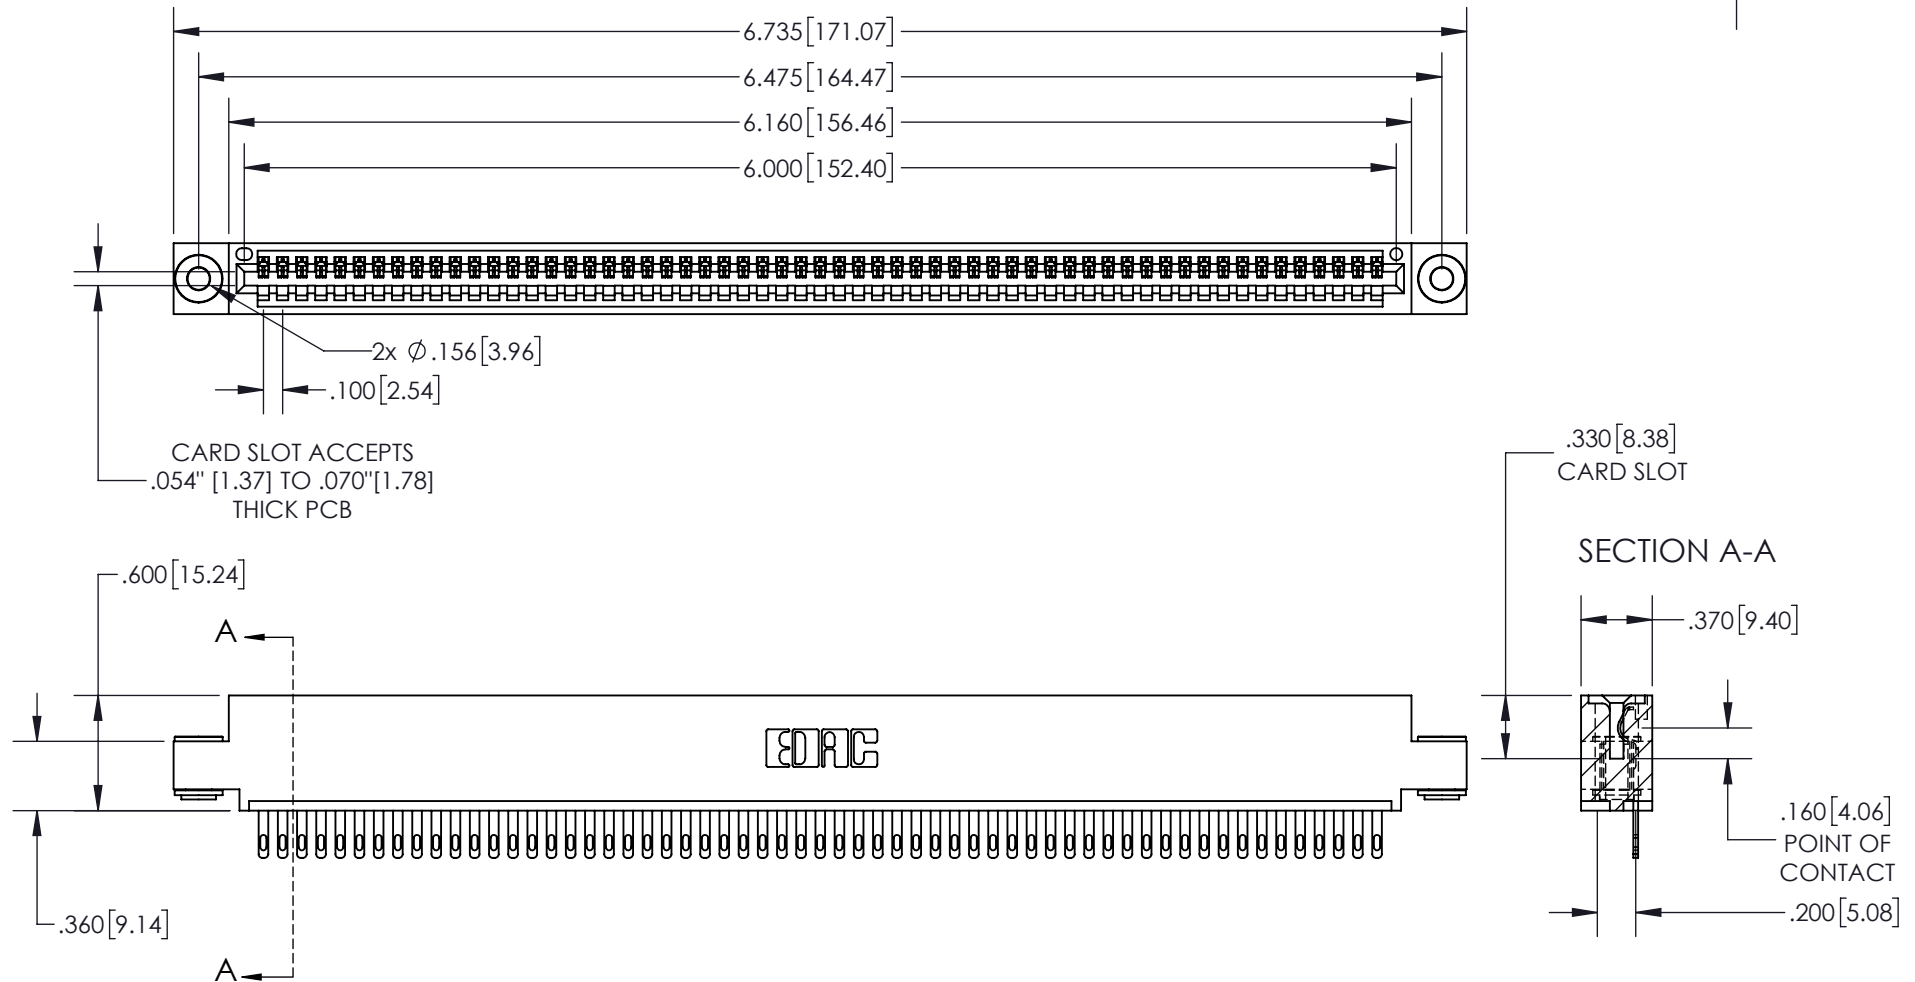 6.735[171.07]
6.475[164.47]
6.160[156.46]
6.000[152.40]
2x Ø.156[3.96]
.100[2.54]
CARD SLOT ACCEPTS
.054" [1.37] TO .070"[1.78]
THICK PCB
.330[8.38]
CARD SLOT
SECTION A-A
.600[15.24]
.370[9.40]
A
EDAC
.160[4.06]
POINT OF
CONTACT
.200[5.08]
.360[9.14]
A